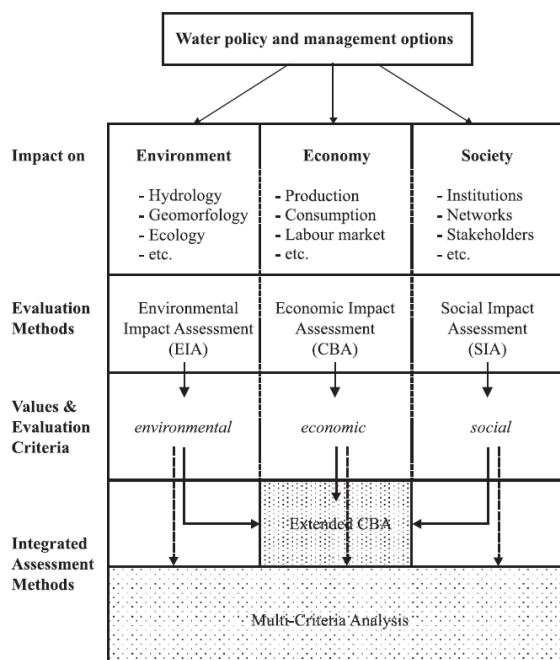 Water policy and management options
Impact on
Environment
Economy
Society
- Hydrology
- Geomorfology
- Ecology
- etc.
- Production
- Consumption
- Labour market
- etc.
- Institutions
- Networks
- Stakeholders
- etc.
Evaluation
Methods
Environmental
Impact Assessment
(EIA)
Economic Impact
Assessment
(CBA)
Social Impact
Assessment
(SIA)
Values &
Evaluation
Criteria
environmental
economic
social
Integrated
Assessment
Methods
Extended CBA
Multi-Criteria Analysis